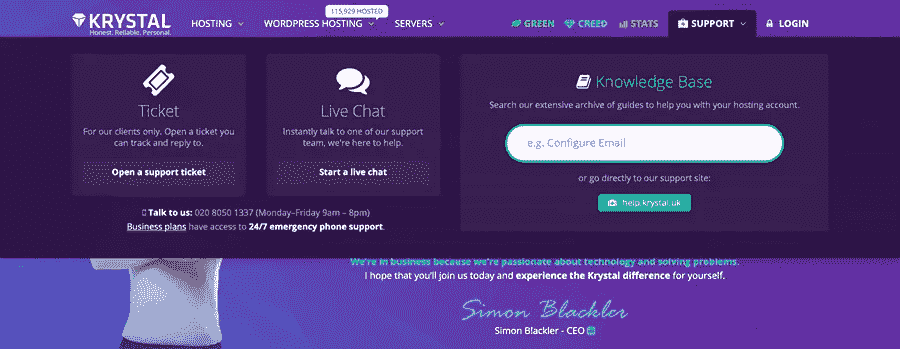 115,929 HOSTED
KRYSTAL HOSTING WORDPRESS HOSTING SERVERS GREEN CREED STATS SUPPORT LOGIN
Honest. Reliable. Personal.
Ticket
For our clients only. Open a ticket you
can track and reply to.
Open a support ticket
Live Chat
Instantly talk to one of our support
team, we're here to help.
Start a live chat
Talk to us: 020 8050 1337 (Monday–Friday 9am – 8pm)
Business plans have access to 24/7 emergency phone support.
Knowledge Base
Search our extensive archive of guides to help you with your hosting account.
e.g. Configure Email
or go directly to our support site:
help.krystal.uk
We're in business because we're passionate about technology and solving problems.
I hope that you'll join us today and experience the Krystal difference for yourself.
Simon Blackler
Simon Blackler - CEO